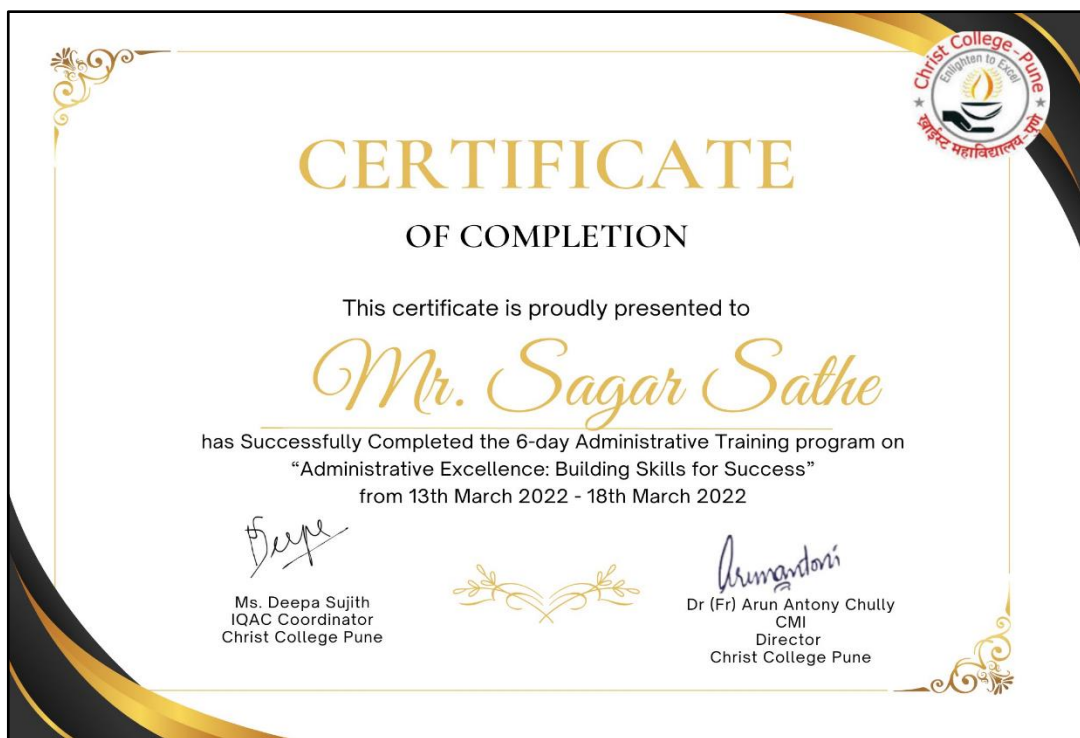 Christ College - Pune
Enlighten to Excel
ख्राईस्ट महाविद्यालय-पुणे
CERTIFICATE
OF COMPLETION
This certificate is proudly presented to
Mr. Sagar Sathe
has Successfully Completed the 6-day Administrative Training program on
“Administrative Excellence: Building Skills for Success”
from 13th March 2022 - 18th March 2022
Deepe
Arunantoni
Ms. Deepa Sujith
IQAC Coordinator
Christ College Pune
Dr (Fr) Arun Antony Chully
CMI
Director
Christ College Pune